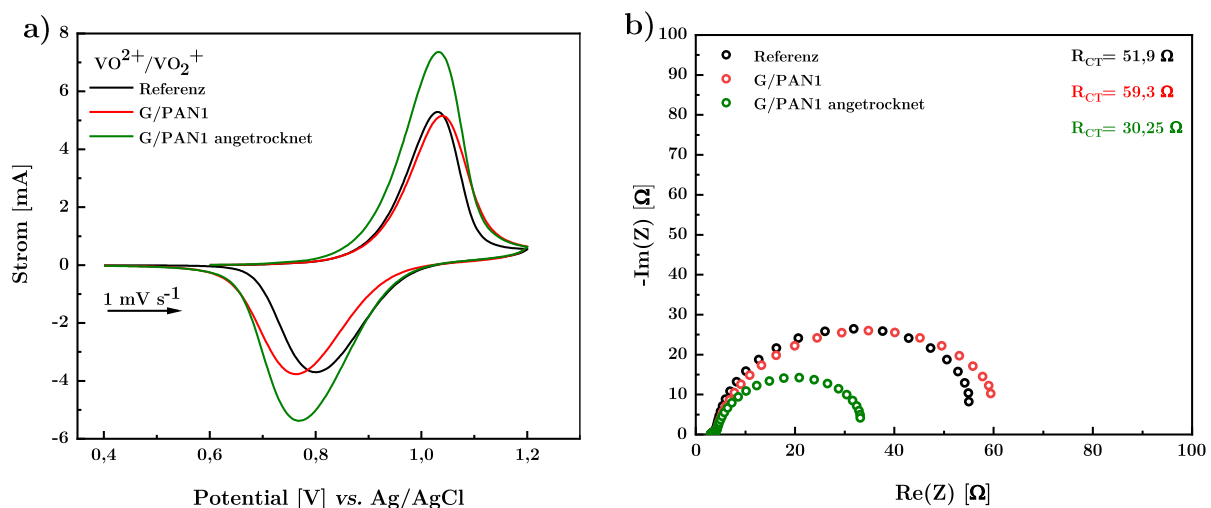 a)
VO²⁺/VO₂⁺
Referenz
G/PAN1
G/PAN1 angetrocknet
1 mV s⁻¹
8
6
4
2
0
-2
-4
-6
0,4
0,6
0,8
1,0
1,2
Strom [mA]
Potential [V] vs. Ag/AgCl
b)
Referenz
G/PAN1
G/PAN1 angetrocknet
R_CT= 51,9 Ω
R_CT= 59,3 Ω
R_CT= 30,25 Ω
100
90
80
70
60
50
40
30
20
10
0
0
20
40
60
80
100
-Im(Z) [Ω]
Re(Z) [Ω]